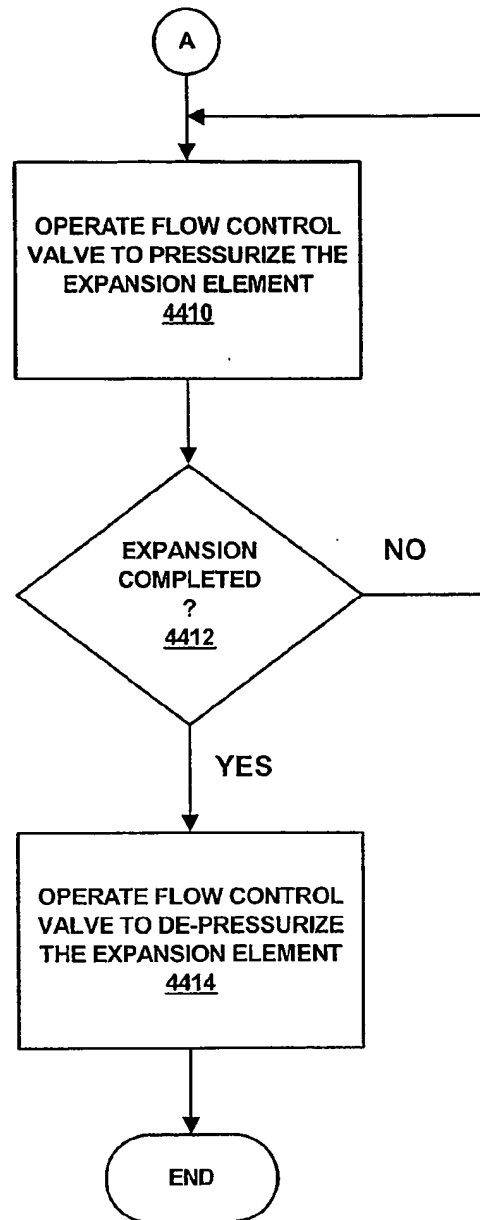 A
OPERATE FLOW CONTROL
VALVE TO PRESSURIZE THE
EXPANSION ELEMENT
4410
EXPANSION
COMPLETED
?
4412
NO
YES
OPERATE FLOW CONTROL
VALVE TO DE-PRESSURIZE
THE EXPANSION ELEMENT
4414
END